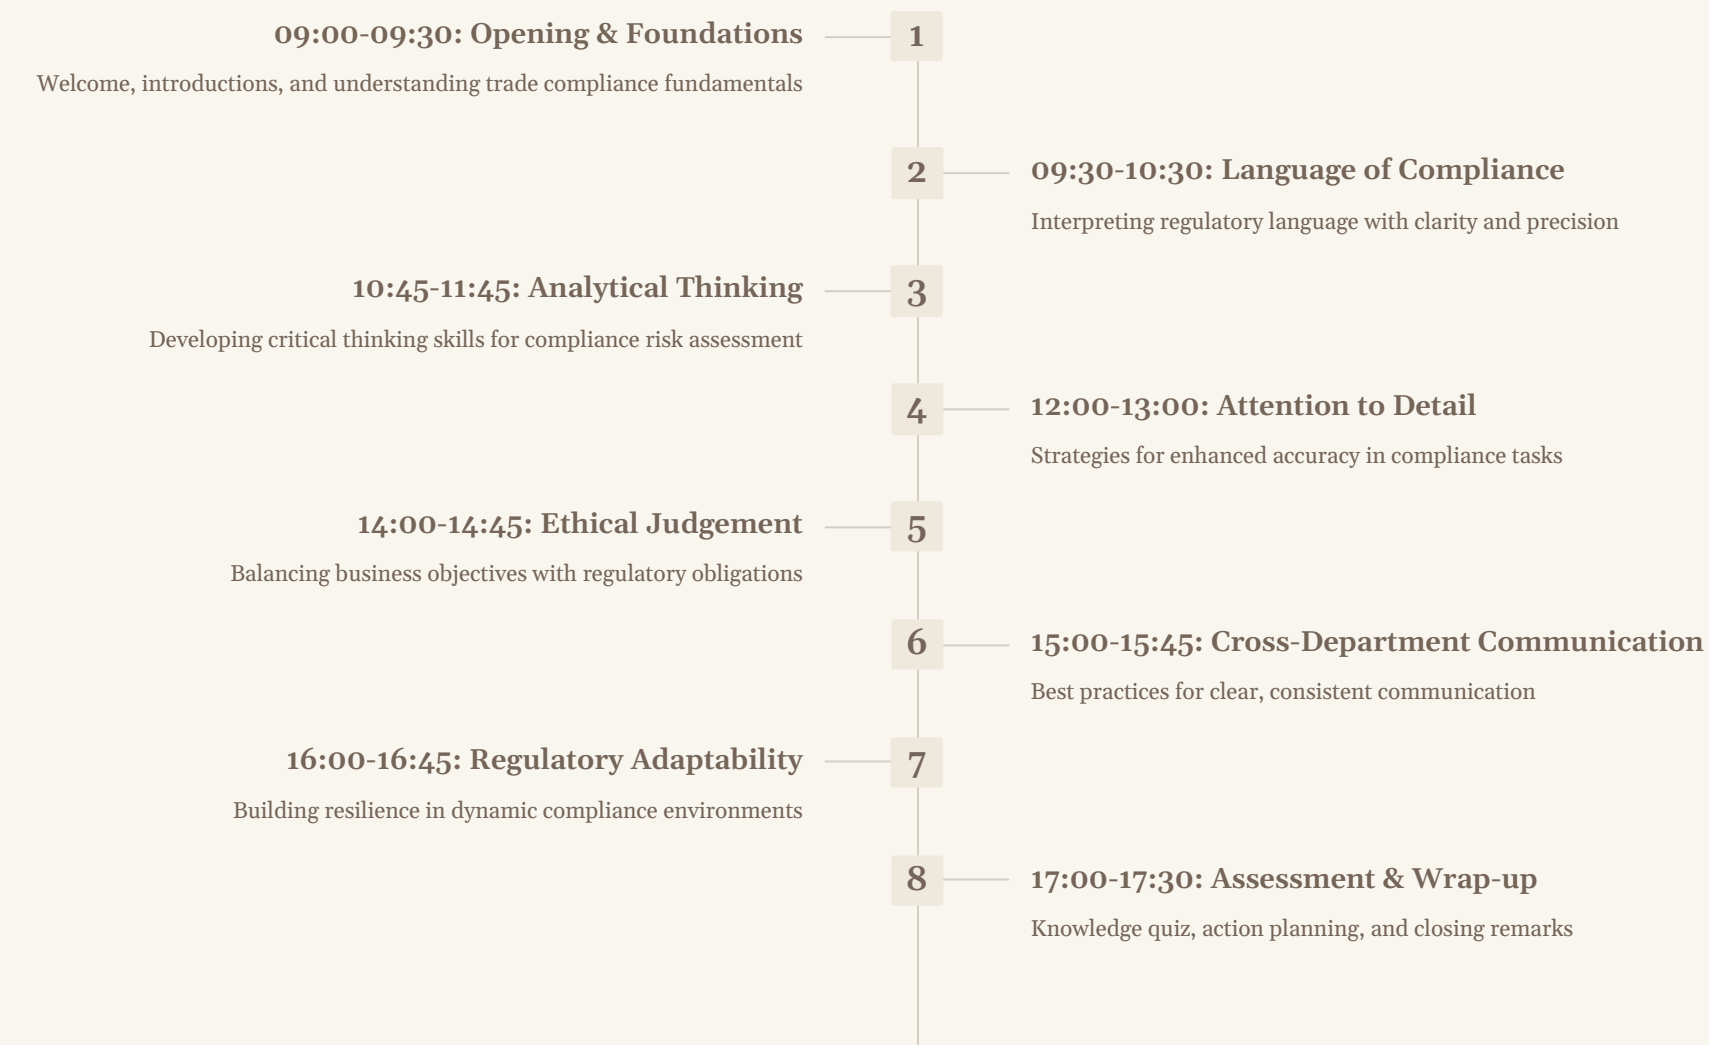 09:00-09:30: Opening & Foundations
1
Welcome, introductions, and understanding trade compliance fundamentals
2
09:30-10:30: Language of Compliance
Interpreting regulatory language with clarity and precision
10:45-11:45: Analytical Thinking
3
Developing critical thinking skills for compliance risk assessment
4
12:00-13:00: Attention to Detail
Strategies for enhanced accuracy in compliance tasks
14:00-14:45: Ethical Judgement
5
Balancing business objectives with regulatory obligations
6
15:00-15:45: Cross-Department Communication
Best practices for clear, consistent communication
16:00-16:45: Regulatory Adaptability
7
Building resilience in dynamic compliance environments
8
17:00-17:30: Assessment & Wrap-up
Knowledge quiz, action planning, and closing remarks